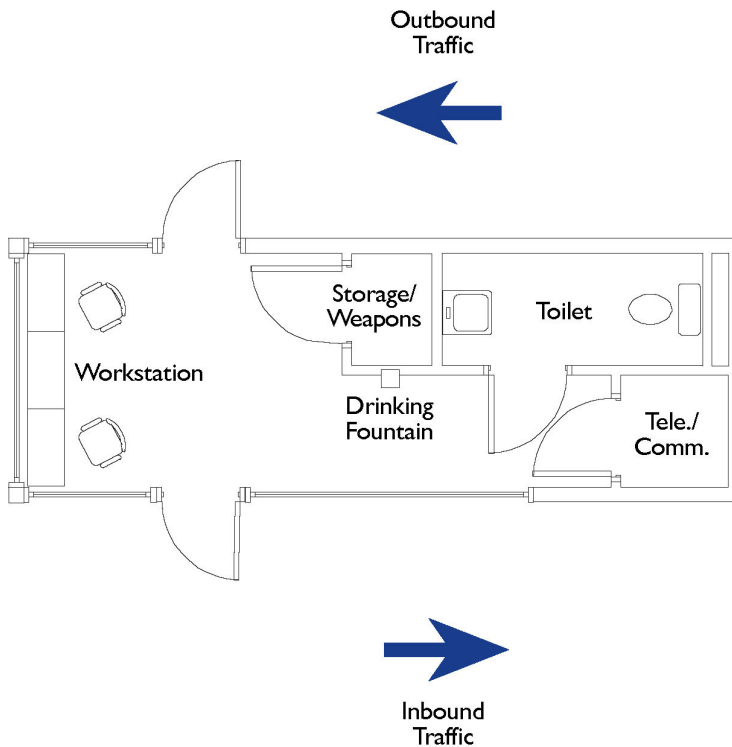 Outbound
Traffic
Storage/
Weapons
Toilet
Workstation
Drinking
Fountain
Tele./
Comm.
Inbound
Traffic